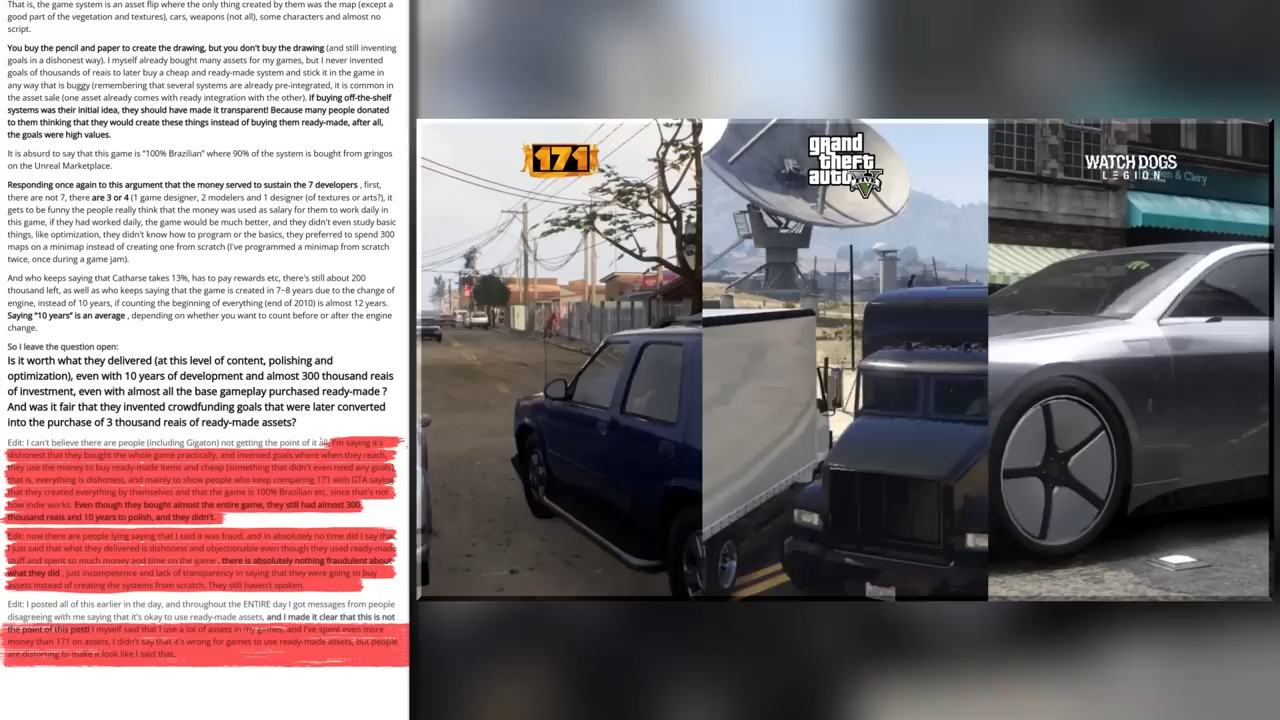 That is, the game system is an asset flip where the only thing created by them was the map (except a
good part of the vegetation and textures), cars, weapons (not all), some characters and almost no
script.
You buy the pencil and paper to create the drawing, but you don't buy the drawing (and still inventing
goals in a dishonest way). I myself already bought many assets for my games, but I never invented
goals of thousands of reais to later buy a cheap and ready-made system and stick it in the game in
any way that is buggy (remembering that several systems are already pre-integrated, it is common in
the asset sale (one asset already comes with ready integration with the other). If buying off-the-shelf
systems was their initial idea, they should have made it transparent! Because many people donated
to them thinking that they would create these things instead of buying them ready-made, after all,
the goals were high values.
It is absurd to say that this game is "100% Brazilian" where 90% of the system is bought from gringos
on the Unreal Marketplace.
Responding once again to this argument that the money served to sustain the 7 developers , first,
there are not 7, there are 3 or 4 (1 game designer, 2 modelers and 1 designer (of textures or arts?), it
gets to be funny the people really think that the money was used as salary for them to work daily in
this game, if they had worked daily, the game would be much better, and they didn't even study basic
things, like optimization, they didn't know how to program or the basics, they preferred to spend 300
maps on a minimap instead of creating one from scratch (I've programmed a minimap from scratch
twice, once during a game jam).
And who keeps saying that Catharse takes 13%, has to pay rewards etc, there's still about 200
thousand left, as well as who keeps saying that the game is created in 7~8 years due to the change of
engine, instead of 10 years, if counting the beginning of everything (end of 2010) is almost 12 years.
Saying "10 years" is an average , depending on whether you want to count before or after the engine
change.
So I leave the question open:
Is it worth what they delivered (at this level of content, polishing and
optimization), even with 10 years of development and almost 300 thousand reais
of investment, even with almost all the base gameplay purchased ready-made ?
And was it fair that they invented crowdfunding goals that were later converted
into the purchase of 3 thousand reais of ready-made assets?
Edit: I can't believe there are people (including Gigaton) not getting the point of it all, I'm saying it's
dishonest that they bought the whole game practically, and invented goals where when they reach,
they use the money to buy ready-made items and cheap (something that didn't even need any goals)
that is, everything is dishonest, and mainly to show people who keep comparing 171 with GTA saying
that they created everything by themselves and that the game is 100% Brazilian etc, since that's not
how indie works. Even though they bought almost the entire game, they still had almost 300
thousand reais and 10 years to polish, and they didn't.
Edit: now there are people lying saying that I said it was fraud, and in absolutely no time did I say that
I just said that what they delivered is dishonest and objectionable even though they used ready-made
stuff and spent so much money and time on the game , there is absolutely nothing fraudulent about
what they did , just incompetence and lack of transparency in saying that they were going to buy
assets instead of creating the systems from scratch. They still haven't spoken.
Edit: I posted all of this earlier in the day, and throughout the ENTIRE day I got messages from people
disagreeing with me saying that it's okay to use ready-made assets, and I made it clear that this is not
the point of this post! I myself said that I use a lot of assets in my games, and I've spent even more
money than 171 on assets, I didn't say that it's wrong for games to use ready-made assets, but people
are distorting to make it look like I said that.
171
grand
theft
auto V
WATCH DOGS
LEGION
en & Clery